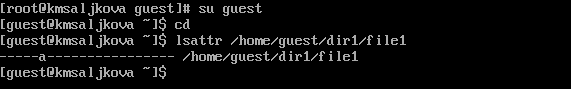 [root@kmsaljkova guest]# su guest
[guest@kmsaljkova ~]$ cd
[guest@kmsaljkova ~]$ lsattr /home/guest/dir1/file1
-----a---------------- /home/guest/dir1/file1
[guest@kmsaljkova ~]$